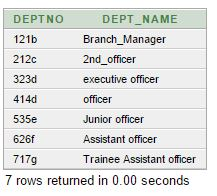 DEPTNO DEPT_NAME
121b Branch_Manager
212c 2nd_officer
323d executive officer
414d officer
535e Junior officer
626f Assistant officer
717g Trainee Assistant officer
7 rows returned in 0.00 seconds